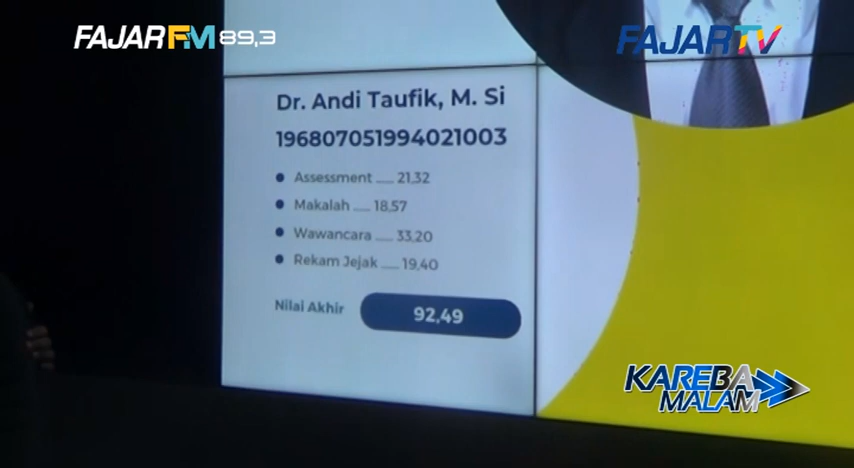 FAJAR FM 89,3
FAJAR TV
Dr. Andi Taufik, M. Si
196807051994021003
Assessment ..... 21,32
Makalah ..... 18,57
Wawancara ..... 33,20
Rekam Jejak ..... 19,40
Nilai Akhir 92,49
KAREBA
MALAM